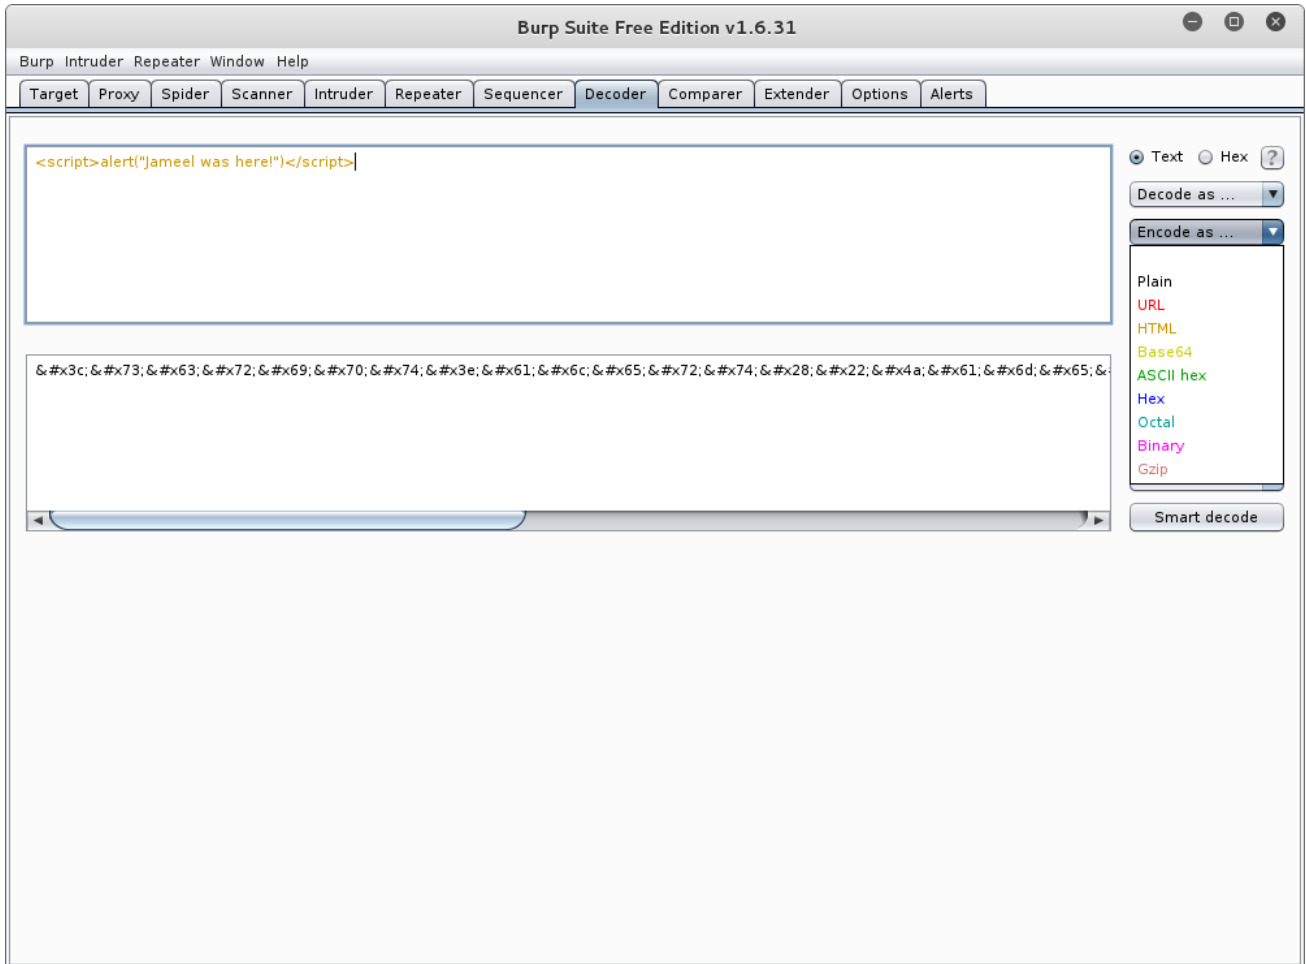 Burp Suite Free Edition v1.6.31
Burp Intruder Repeater Window Help
Target Proxy Spider Scanner Intruder Repeater Sequencer Decoder Comparer Extender Options Alerts
<script>alert("Jameel was here!")</script>
Text Hex ?
Decode as ...
Encode as ...
Plain
URL
HTML
Base64
ASCII hex
Hex
Octal
Binary
Gzip
&#x3c;&#x73;&#x63;&#x72;&#x69;&#x70;&#x74;&#x3e;&#x61;&#x6c;&#x65;&#x72;&#x74;&#x28;&#x22;&#x4a;&#x61;&#x6d;&#x65;&#
Smart decode